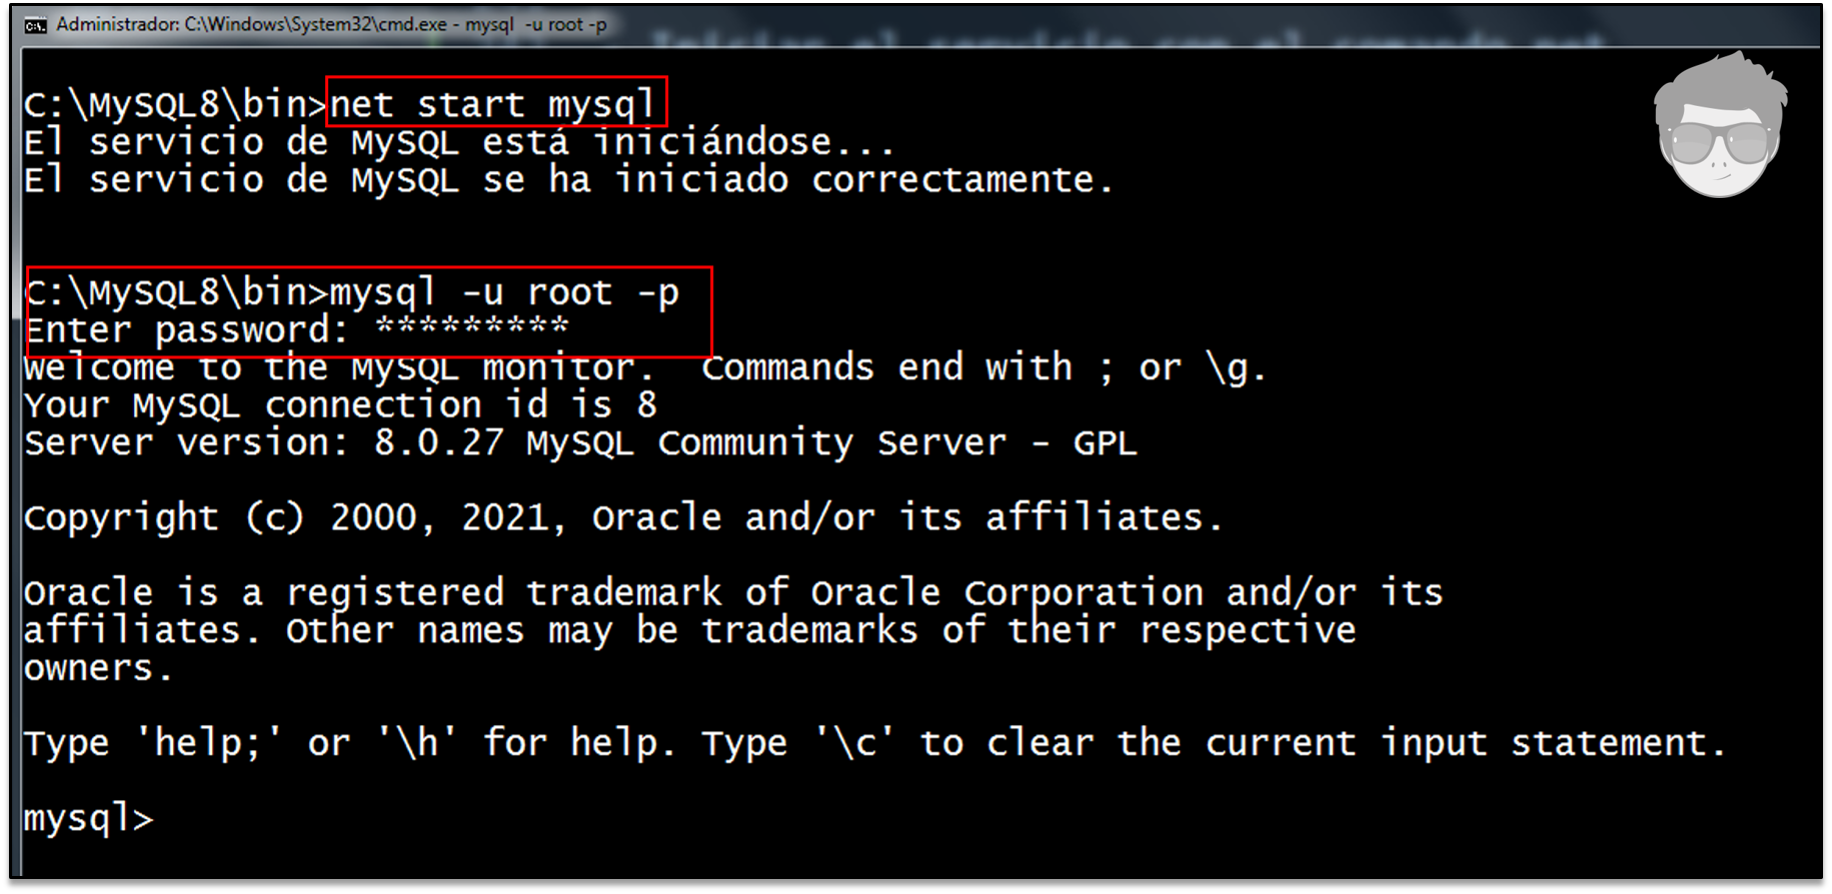 Administrador: C:\Windows\System32\cmd.exe - mysql  -u root -p
C:\MySQL8\bin>net start mysql
El servicio de MySQL está iniciándose...
El servicio de MySQL se ha iniciado correctamente.
C:\MySQL8\bin>mysql -u root -p
Enter password: *********
Welcome to the MySQL monitor.  Commands end with ; or \g.
Your MySQL connection id is 8
Server version: 8.0.27 MySQL Community Server - GPL
Copyright (c) 2000, 2021, Oracle and/or its affiliates.
Oracle is a registered trademark of Oracle Corporation and/or its
affiliates. Other names may be trademarks of their respective
owners.
Type 'help;' or '\h' for help. Type '\c' to clear the current input statement.
mysql>